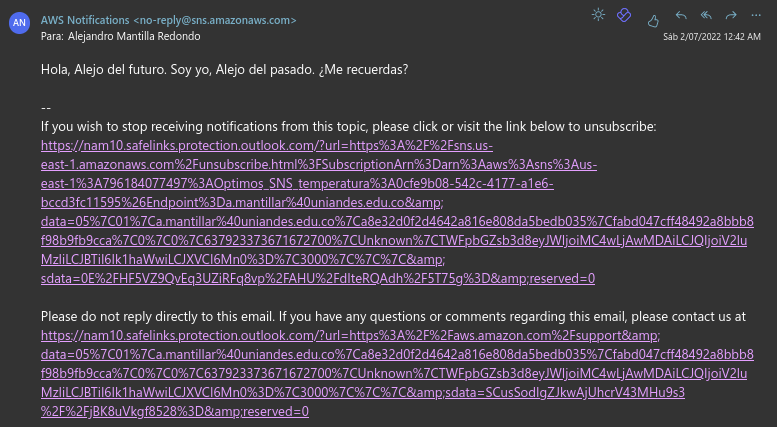 AN
AWS Notifications <no-reply@sns.amazonaws.com>
Para: Alejandro Mantilla Redondo
Sáb 2/07/2022 12:42 AM
Hola, Alejo del futuro. Soy yo, Alejo del pasado. ¿Me recuerdas?
--
If you wish to stop receiving notifications from this topic, please click or visit the link below to unsubscribe:
https://nam10.safelinks.protection.outlook.com/?url=https%3A%2F%2Fsns.us-
east-1.amazonaws.com%2Funsubscribe.html%3FSubscriptionArn%3Darn%3Aaws%3Asns%3Aus-
east-1%3A796184077497%3AOptimos_SNS_temperatura%3A0cfe9b08-542c-4177-a1e6-
bccd3fc11595%26Endpoint%3Da.mantillar%40uniandes.edu.co&amp;
data=05%7C01%7Ca.mantillar%40uniandes.edu.co%7Ca8e32d0f2d4642a816e808da5bedb035%7Cfabd047cff48492a8bbb8
f98b9fb9cca%7C0%7C0%7C637923373671672700%7CUnknown%7CTWFpbGZsb3d8eyJWIjoiMC4wLjAwMDAiLCJQIjoiV2lu
MzIiLCJBTiI6Ik1haWwiLCJXVCI6Mn0%3D%7C3000%7C%7C%7C&amp;
sdata=0E%2FHF5VZ9QvEq3UZiRFq8vp%2FAHU%2FdIteRQAdh%2F5T75g%3D&amp;reserved=0
Please do not reply directly to this email. If you have any questions or comments regarding this email, please contact us at
https://nam10.safelinks.protection.outlook.com/?url=https%3A%2F%2Faws.amazon.com%2Fsupport&amp;
data=05%7C01%7Ca.mantillar%40uniandes.edu.co%7Ca8e32d0f2d4642a816e808da5bedb035%7Cfabd047cff48492a8bbb8
f98b9fb9cca%7C0%7C0%7C637923373671672700%7CUnknown%7CTWFpbGZsb3d8eyJWIjoiMC4wLjAwMDAiLCJQIjoiV2lu
MzIiLCJBTiI6Ik1haWwiLCJXVCI6Mn0%3D%7C3000%7C%7C%7C&amp;sdata=SCusSodIgZJkwAjUhcrV43MHu9s3
%2F%2FjBK8uVkgf8528%3D&amp;reserved=0